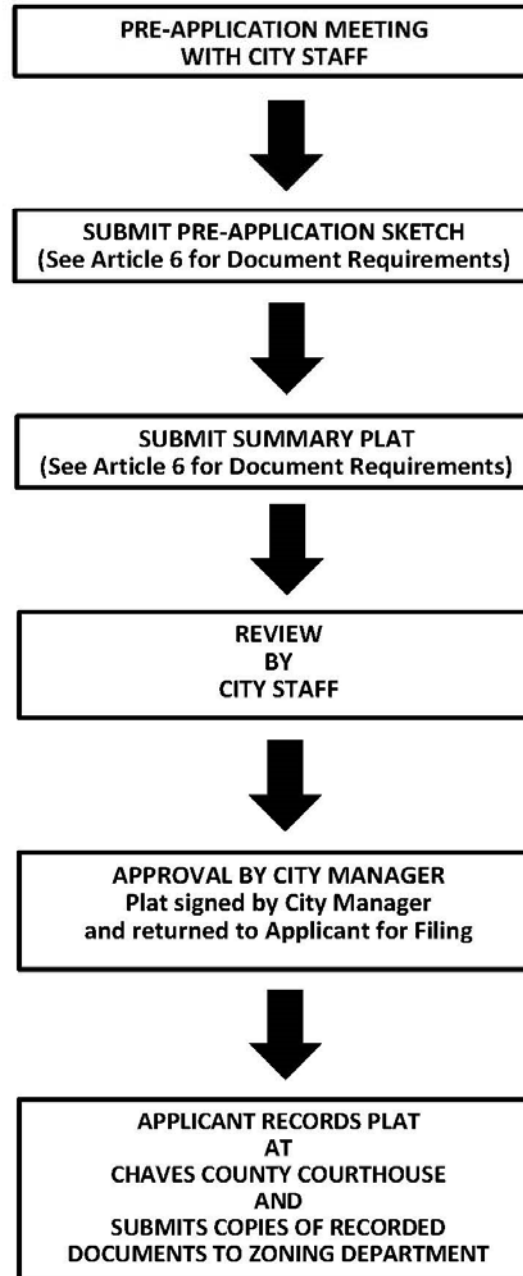 PRE-APPLICATION MEETING
WITH CITY STAFF
SUBMIT PRE-APPLICATION SKETCH
(See Article 6 for Document Requirements)
SUBMIT SUMMARY PLAT
(See Article 6 for Document Requirements)
REVIEW
BY
CITY STAFF
APPROVAL BY CITY MANAGER
Plat signed by City Manager
and returned to Applicant for Filing
APPLICANT RECORDS PLAT
AT
CHAVES COUNTY COURTHOUSE
AND
SUBMITS COPIES OF RECORDED
DOCUMENTS TO ZONING DEPARTMENT